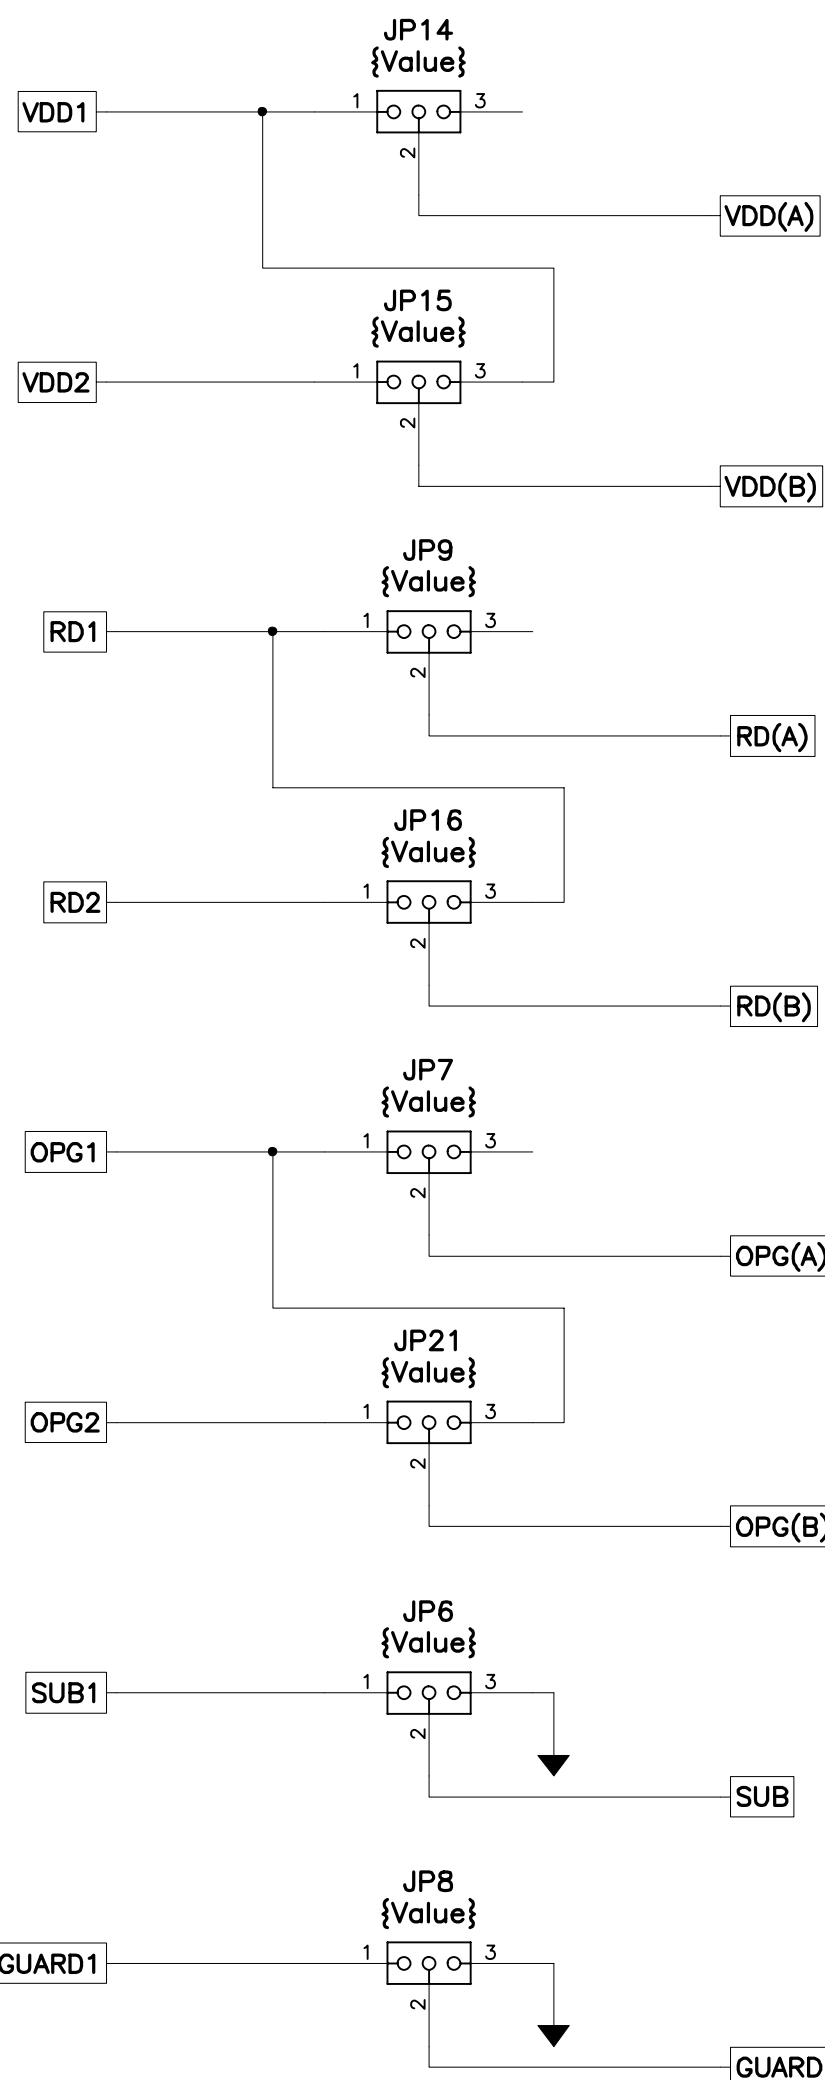 JP14
{Value}
VDD1
1
3
2
VDD(A)
JP15
{Value}
VDD2
1
3
2
VDD(B)
JP9
{Value}
RD1
1
3
2
RD(A)
JP16
{Value}
RD2
1
3
2
RD(B)
JP7
{Value}
OPG1
1
3
2
OPG(A)
JP21
{Value}
OPG2
1
3
2
OPG(B)
JP6
{Value}
SUB1
1
3
2
SUB
JP8
{Value}
GUARD1
1
3
2
GUARD